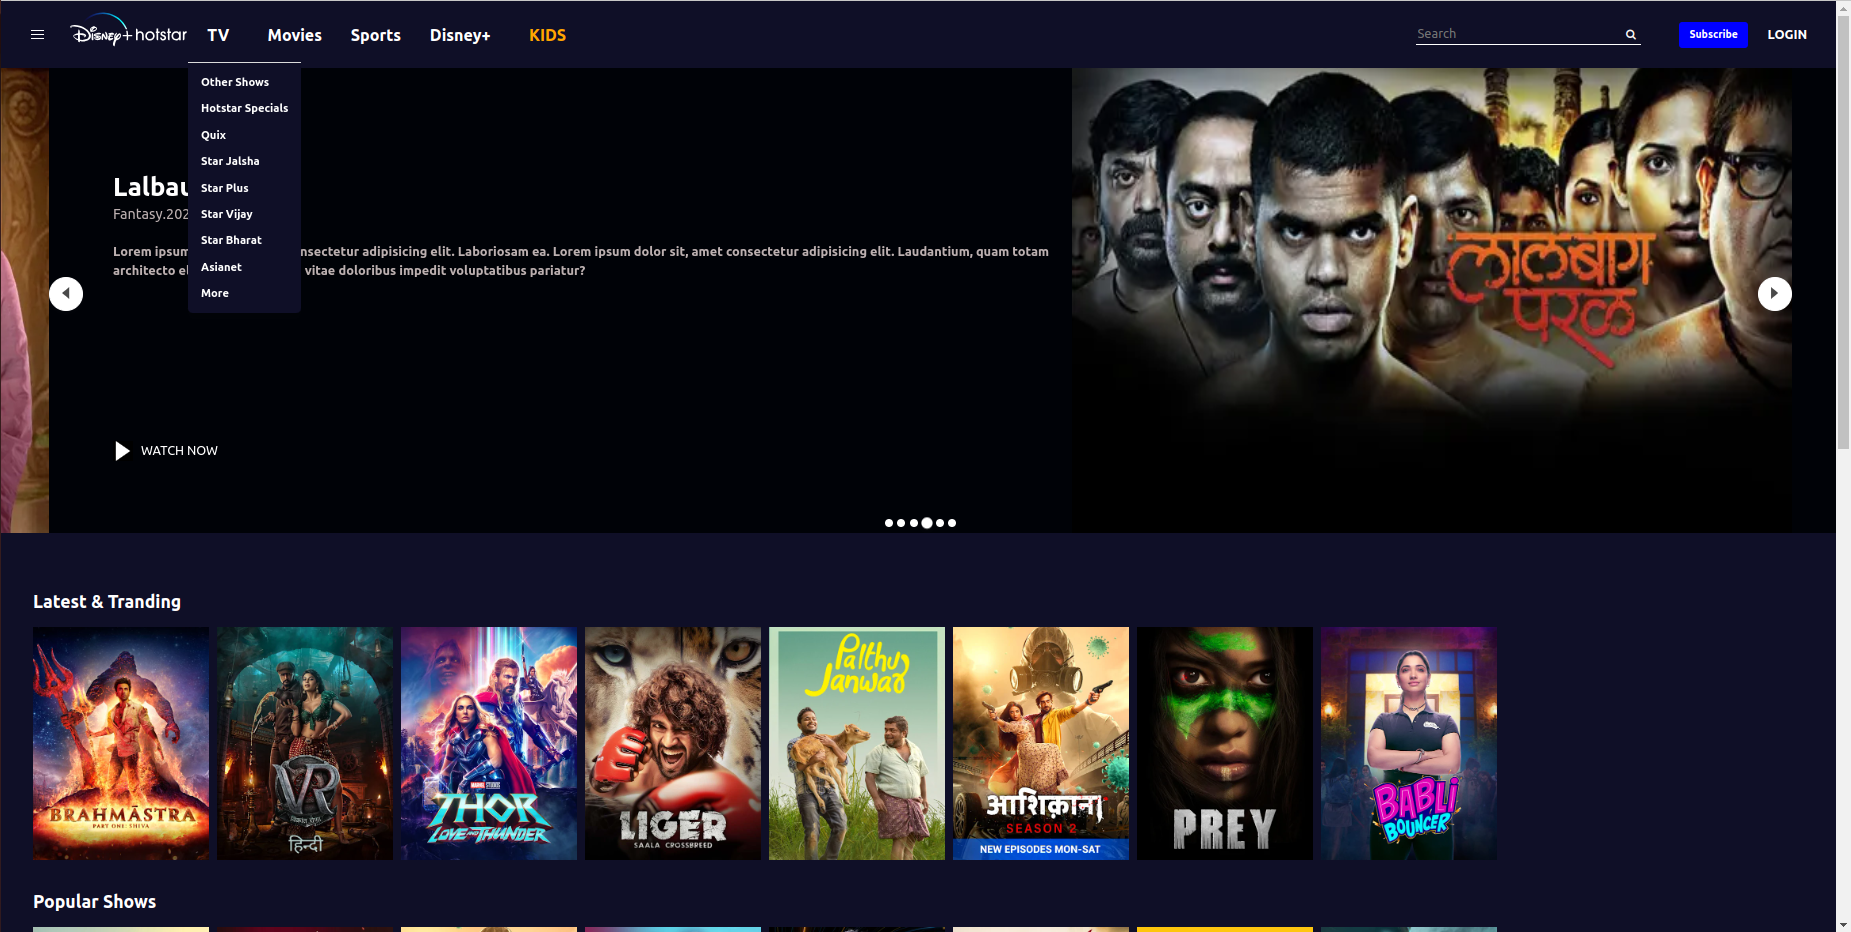 Disney+ hotstar TV Movies Sports Disney+ KIDS Search Subscribe LOGIN
Other Shows
Hotstar Specials
Quix
Star Jalsha
Star Plus
Star Vijay
Star Bharat
Asianet
More
Lalbau
Fantasy.202
Lorem ipsum nsectetur adipisicing elit. Laboriosam ea. Lorem ipsum dolor sit, amet consectetur adipisicing elit. Laudantium, quam totam
architecto el vitae doloribus impedit voluptatibus pariatur?
लालबाग
परळ
WATCH NOW
Latest & Tranding
BRAHMĀSTRA
PART ONE: SHIVA
VR
हिन्दी
MARVEL STUDIOS
THOR
LOVE AND THUNDER
LIGER
SAALA CROSSBREED
Palthu
Janwar
आशिक़ाना
SEASON 2
NEW EPISODES MON-SAT
PREY
BABLI
BOUNCER
Popular Shows